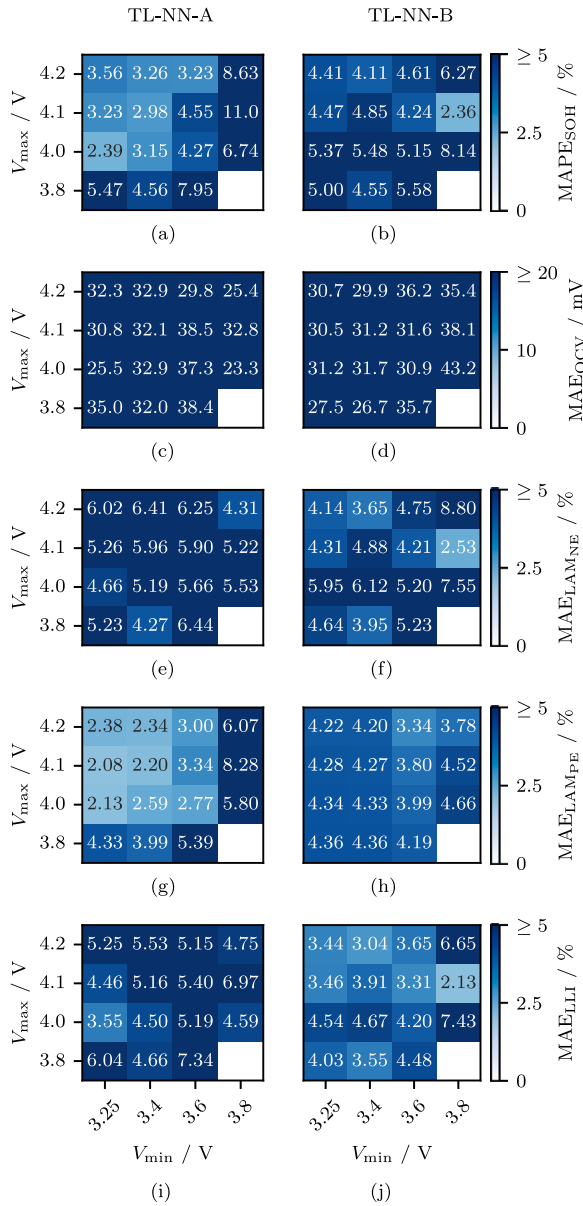 TL-NN-A TL-NN-B
4.2 3.56 3.26 3.23 8.63 4.41 4.11 4.61 6.27 ≥ 5
4.1 3.23 2.98 4.55 11.0 4.47 4.85 4.24 2.36
4.0 2.39 3.15 4.27 6.74 5.37 5.48 5.15 8.14 2.5
3.8 5.47 4.56 7.95 5.00 4.55 5.58 0
V_max / V MAPE_SOH / %
(a) (b)
4.2 32.3 32.9 29.8 25.4 30.7 29.9 36.2 35.4 ≥ 20
4.1 30.8 32.1 38.5 32.8 30.5 31.2 31.6 38.1
4.0 25.5 32.9 37.3 23.3 31.2 31.7 30.9 43.2 10
3.8 35.0 32.0 38.4 27.5 26.7 35.7 0
V_max / V MAE_OCV / mV
(c) (d)
4.2 6.02 6.41 6.25 4.31 4.14 3.65 4.75 8.80 ≥ 5
4.1 5.26 5.96 5.90 5.22 4.31 4.88 4.21 2.53
4.0 4.66 5.19 5.66 5.53 5.95 6.12 5.20 7.55 2.5
3.8 5.23 4.27 6.44 4.64 3.95 5.23 0
V_max / V MAE_LAM_NE / %
(e) (f)
4.2 2.38 2.34 3.00 6.07 4.22 4.20 3.34 3.78 ≥ 5
4.1 2.08 2.20 3.34 8.28 4.28 4.27 3.80 4.52
4.0 2.13 2.59 2.77 5.80 4.34 4.33 3.99 4.66 2.5
3.8 4.33 3.99 5.39 4.36 4.36 4.19 0
V_max / V MAE_LAM_PE / %
(g) (h)
4.2 5.25 5.53 5.15 4.75 3.44 3.04 3.65 6.65 ≥ 5
4.1 4.46 5.16 5.40 6.97 3.46 3.91 3.31 2.13
4.0 3.55 4.50 5.19 4.59 4.54 4.67 4.20 7.43 2.5
3.8 6.04 4.66 7.34 4.03 3.55 4.48 0
V_max / V MAE_LLI / %
3.25 3.4 3.6 3.8 3.25 3.4 3.6 3.8
V_min / V V_min / V
(i) (j)